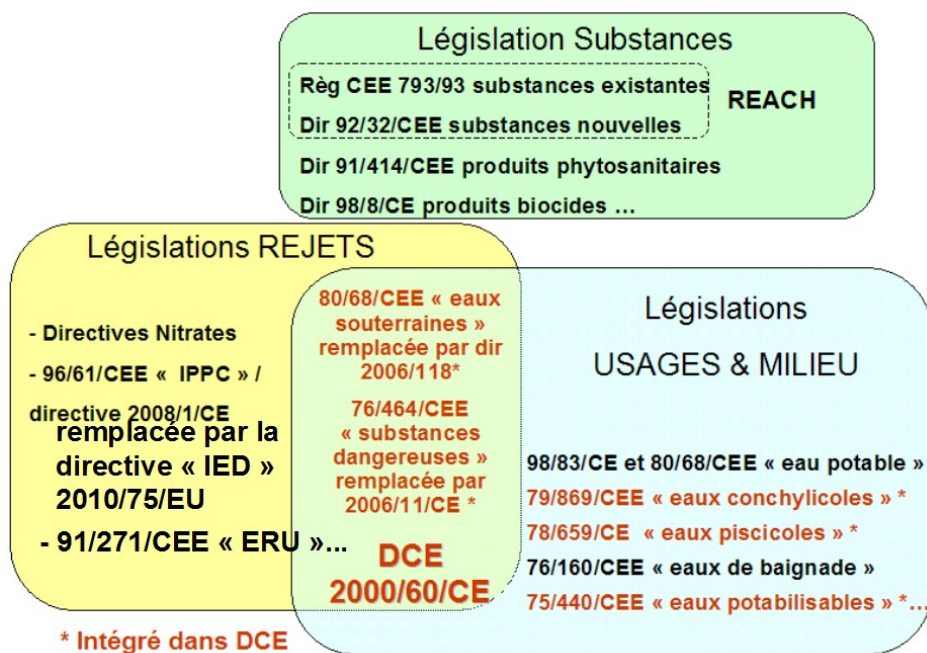 Législation Substances
Règ CEE 793/93 substances existantes
REACH
Dir 92/32/CEE substances nouvelles
Dir 91/414/CEE produits phytosanitaires
Dir 98/8/CE produits biocides …
Législations REJETS
- Directives Nitrates
- 96/61/CEE « IPPC » /
directive 2008/1/CE
remplacée par la
directive « IED »
2010/75/EU
- 91/271/CEE « ERU »...
80/68/CEE « eaux
souterraines »
remplacée par dir
2006/118*
76/464/CEE
« substances
dangereuses »
remplacée par
2006/11/CE *
DCE
2000/60/CE
Législations
USAGES & MILIEU
98/83/CE et 80/68/CEE « eau potable »
79/869/CEE « eaux conchylicoles » *
78/659/CE « eaux piscicoles » *
76/160/CEE « eaux de baignade »
75/440/CEE « eaux potabilisables » *…
* Intégré dans DCE